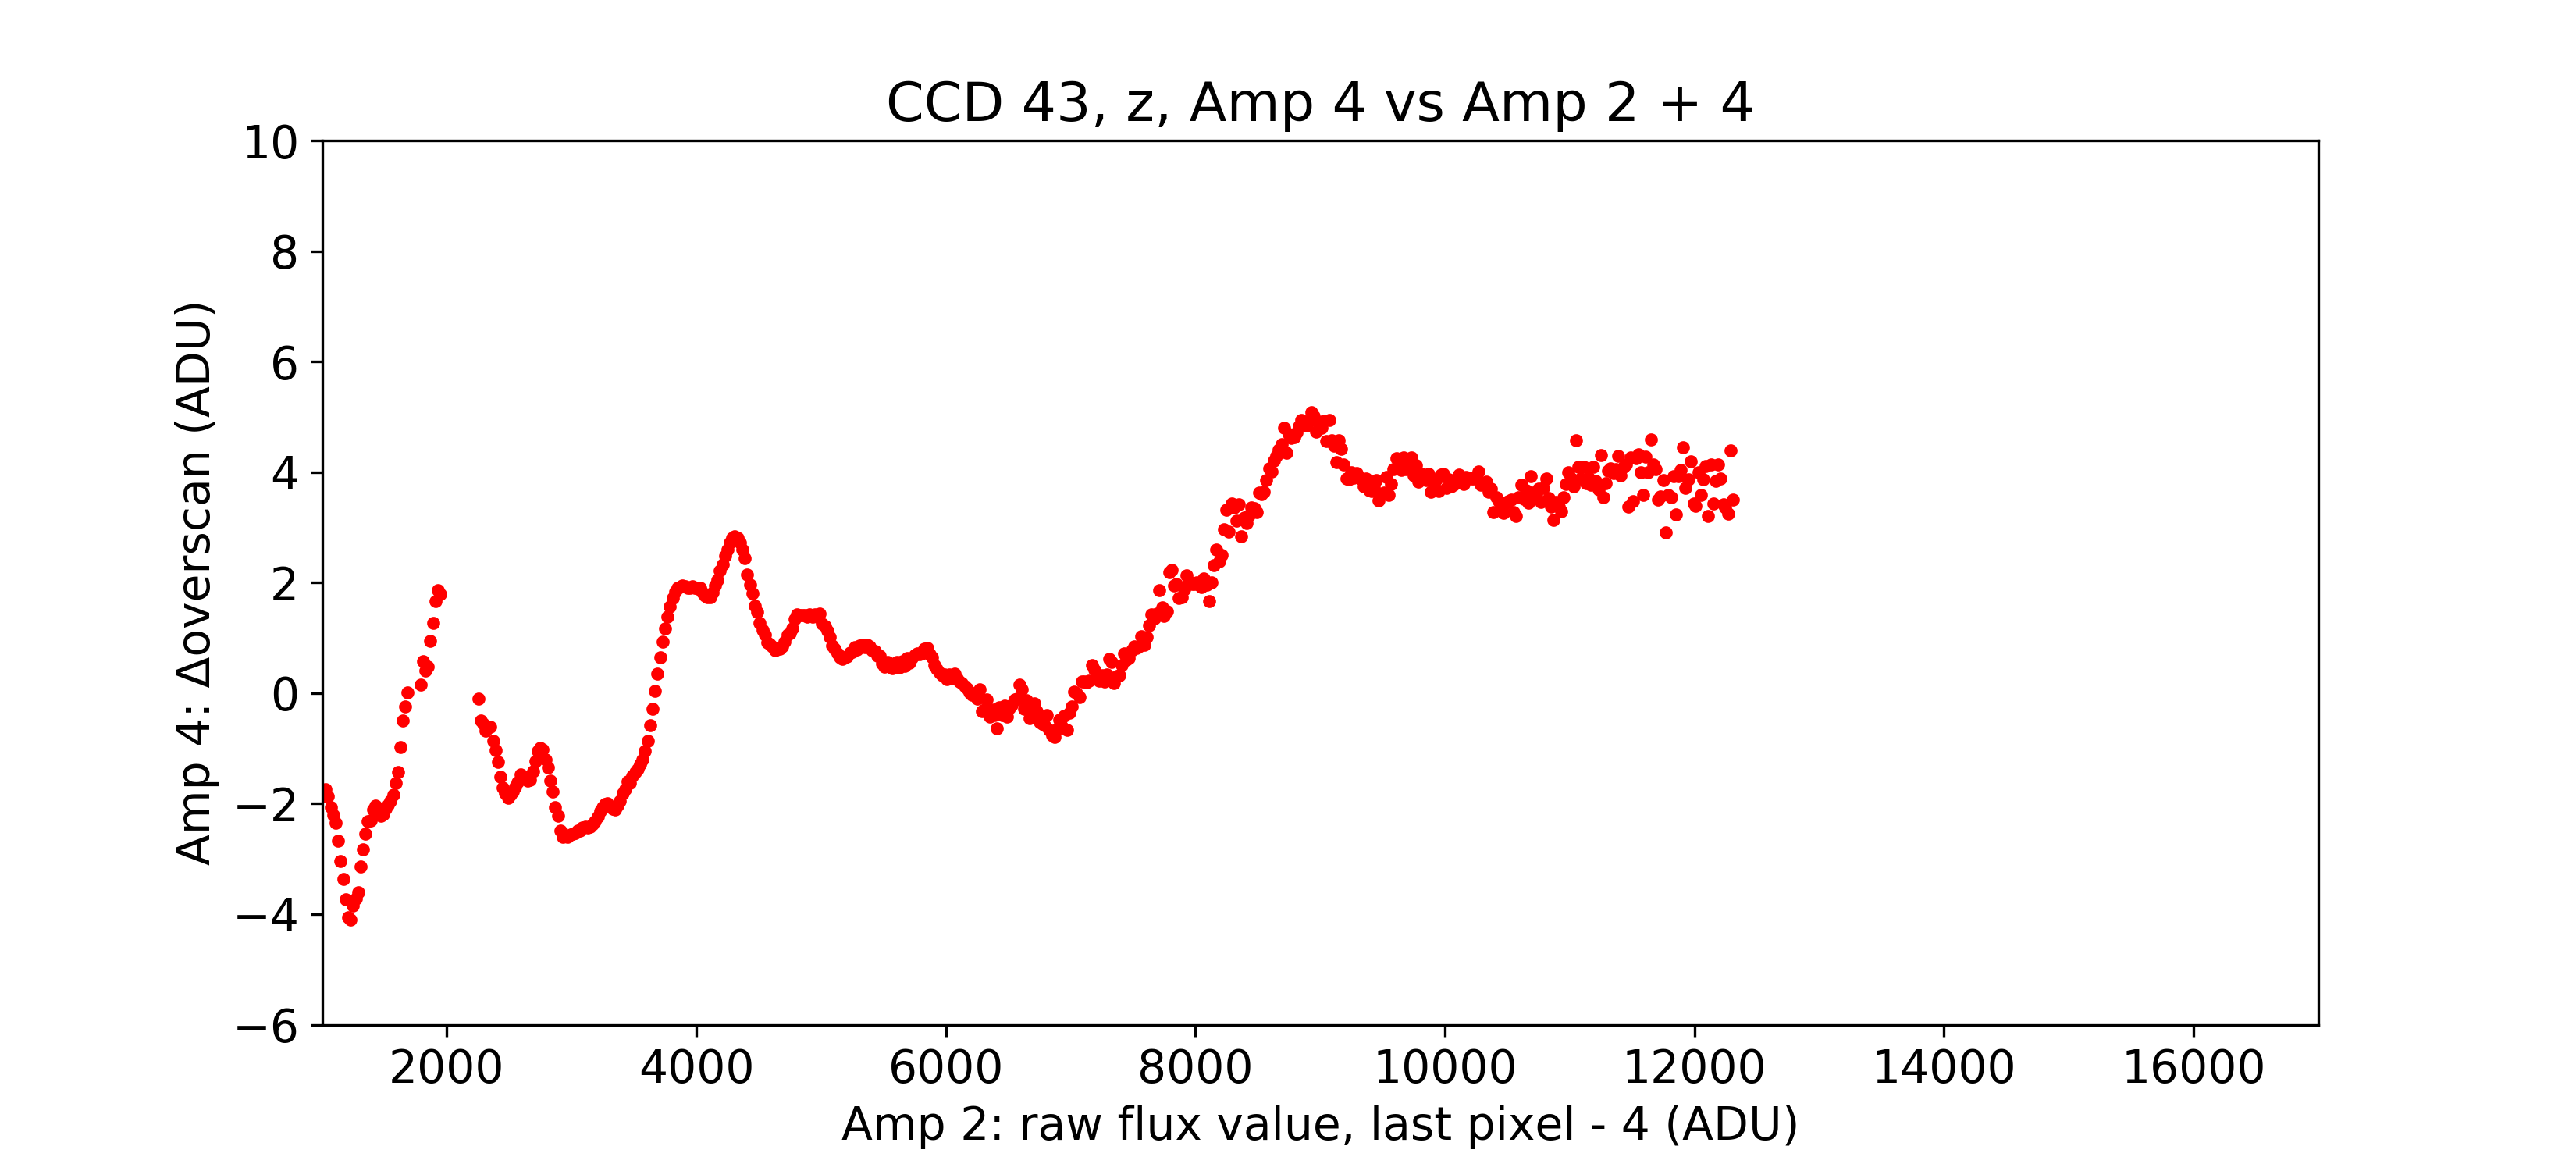 CCD 43, z, Amp 4 vs Amp 2 + 4
10
8
6
4
2
0
−2
−4
−6
Amp 4: Δoverscan (ADU)
2000 4000 6000 8000 10000 12000 14000 16000
Amp 2: raw flux value, last pixel - 4 (ADU)